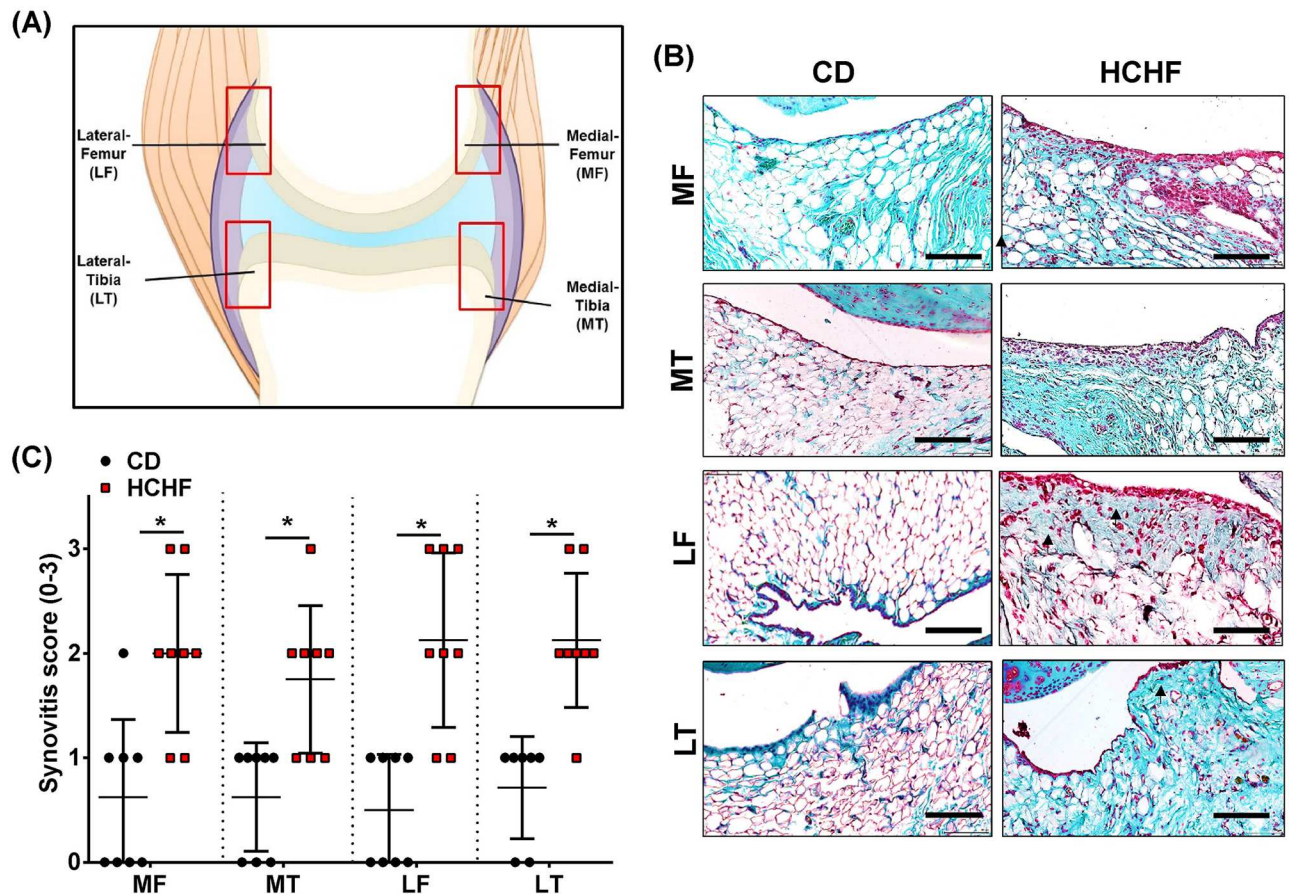 (A)
Lateral-
Femur
(LF)
Medial-
Femur
(MF)
Lateral-
Tibia
(LT)
Medial-
Tibia
(MT)
(B)
CD
HCHF
MF
MT
LF
LT
(C)
CD
HCHF
Synovitis score (0-3)
3
2
1
0
*
*
*
*
MF
MT
LF
LT